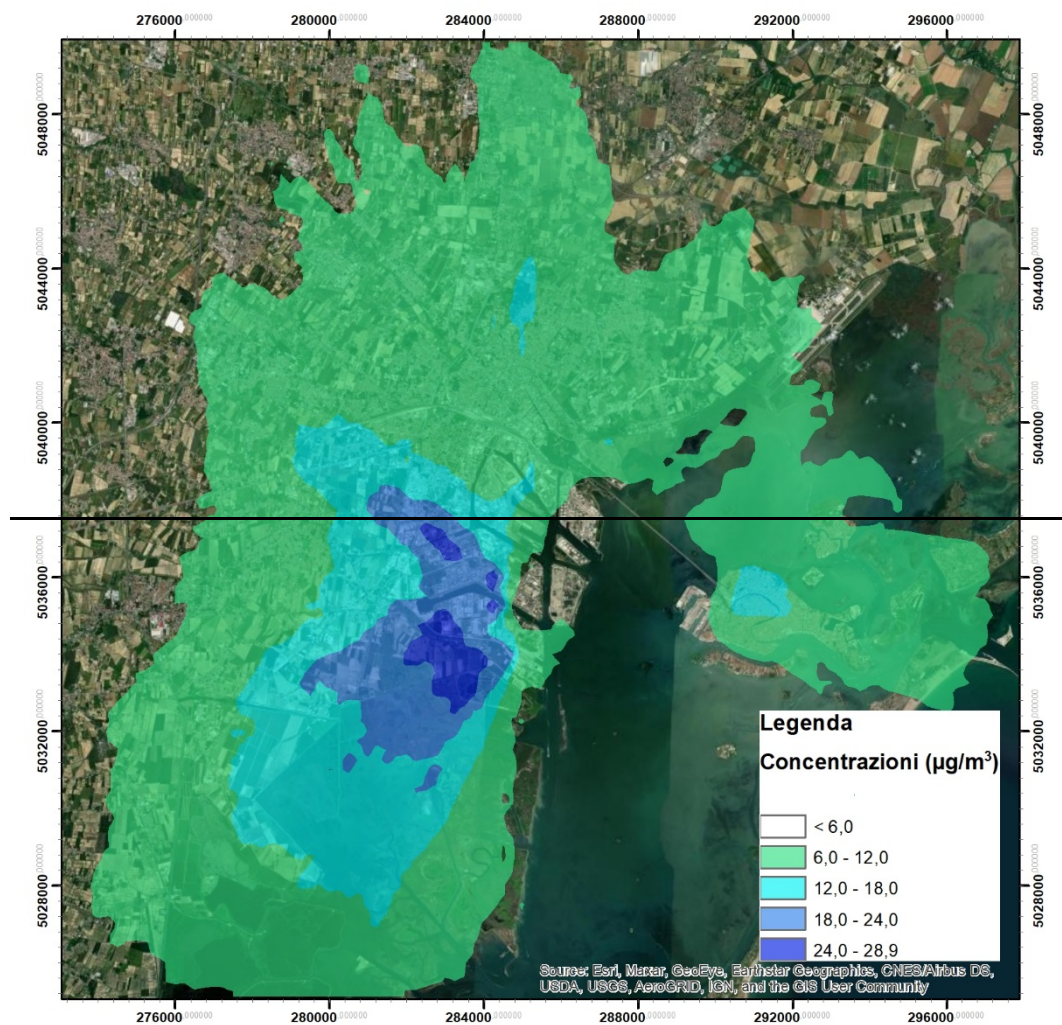 276000,000000 280000,000000 284000,000000 288000,000000 292000,000000 296000,000000
5048000,000000 5048000,000000
5044000,000000 5044000,000000
5040000,000000 5040000,000000
5036000,000000 5036000,000000
5032000,000000 5032000,000000
5028000,000000 5028000,000000
Legenda
Concentrazioni (µg/m³)
< 6,0
6,0 - 12,0
12,0 - 18,0
18,0 - 24,0
24,0 - 28,9
Source: Esri, Maxar, GeoEye, Earthstar Geographics, CNES/Airbus DS,
USDA, USGS, AeroGRID, IGN, and the GIS User Community
276000,000000 280000,000000 284000,000000 288000,000000 292000,000000 296000,000000